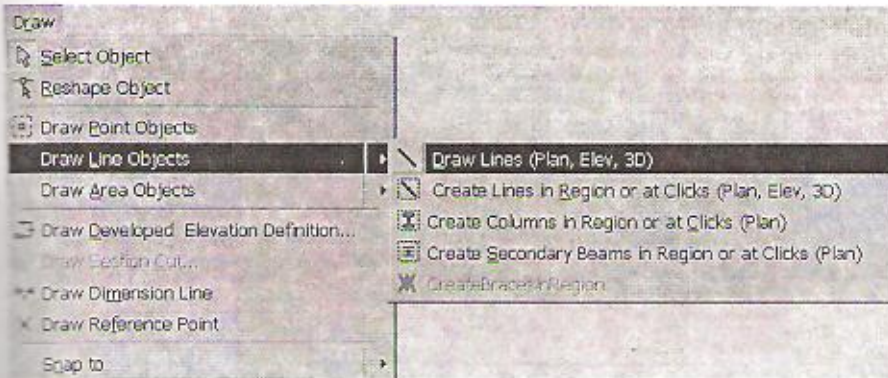 Draw
Select Object
Reshape Object
Draw Point Objects
Draw Line Objects
Draw Area Objects
Draw Developed Elevation Definition...
Draw Section Cut...
Draw Dimension Line
Draw Reference Point
Snap to
Draw Lines (Plan, Elev, 3D)
Create Lines in Region or at Clicks (Plan, Elev, 3D)
Create Columns in Region or at Clicks (Plan)
Create Secondary Beams in Region or at Clicks (Plan)
CreateBracesInRegion